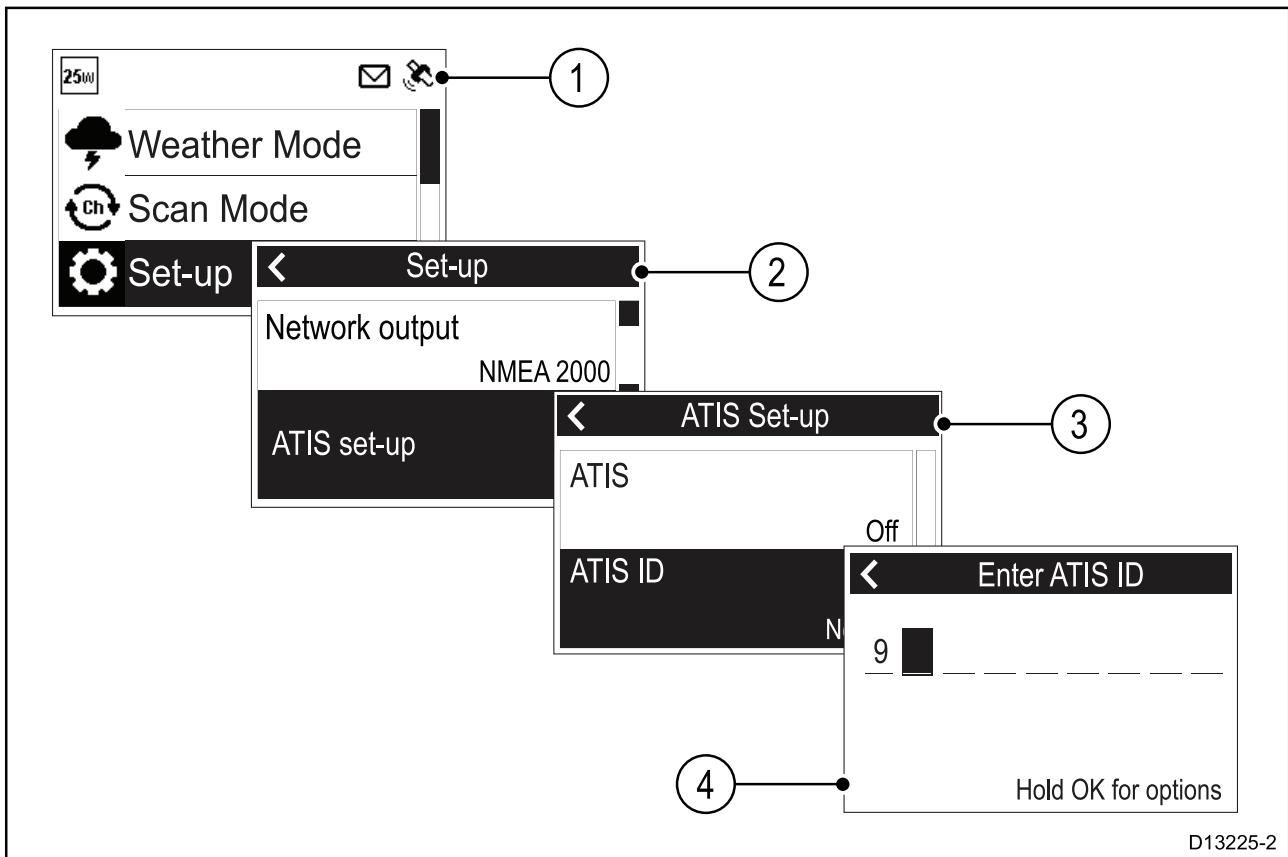 25W
1
Weather Mode
Ch
Scan Mode
Set-up
Set-up
2
Network output
NMEA 2000
ATIS set-up
ATIS Set-up
3
ATIS
Off
ATIS ID
Enter ATIS ID
9
4
Hold OK for options
D13225-2